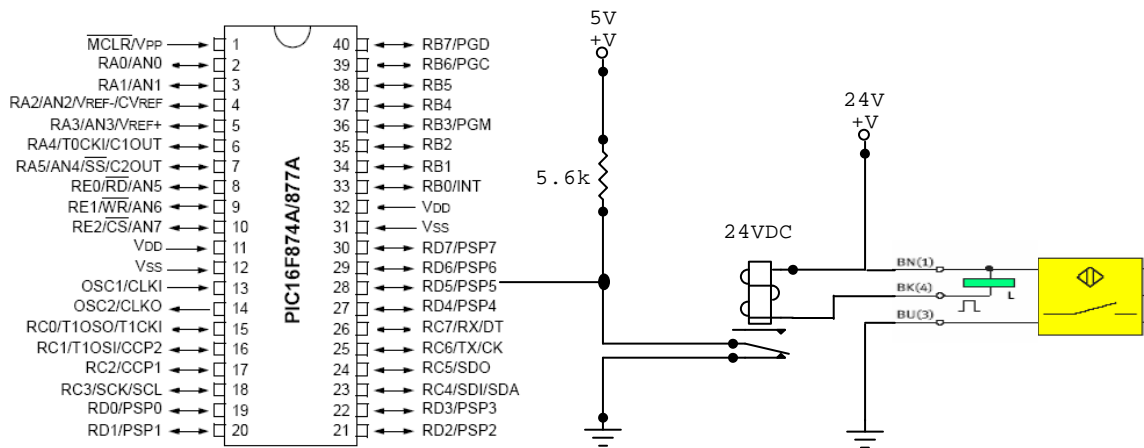 5V
+V
MCLR/VPP 1 40 RB7/PGD
RA0/AN0 2 39 RB6/PGC
RA1/AN1 3 38 RB5
RA2/AN2/VREF-/CVREF 4 37 RB4
RA3/AN3/VREF+ 5 36 RB3/PGM
RA4/T0CKI/C1OUT 6 35 RB2
RA5/AN4/SS/C2OUT 7 34 RB1
RE0/RD/AN5 8 33 RB0/INT
RE1/WR/AN6 9 32 VDD
RE2/CS/AN7 10 31 VSS
VDD 11 30 RD7/PSP7
VSS 12 29 RD6/PSP6
OSC1/CLKI 13 28 RD5/PSP5
OSC2/CLKO 14 27 RD4/PSP4
RC0/T1OSO/T1CKI 15 26 RC7/RX/DT
RC1/T1OSI/CCP2 16 25 RC6/TX/CK
RC2/CCP1 17 24 RC5/SDO
RC3/SCK/SCL 18 23 RC4/SDI/SDA
RD0/PSP0 19 22 RD3/PSP3
RD1/PSP1 20 21 RD2/PSP2
PIC16F874A/877A
5.6k
24V
+V
24VDC
BN(1)
BK(4)
L
BU(3)